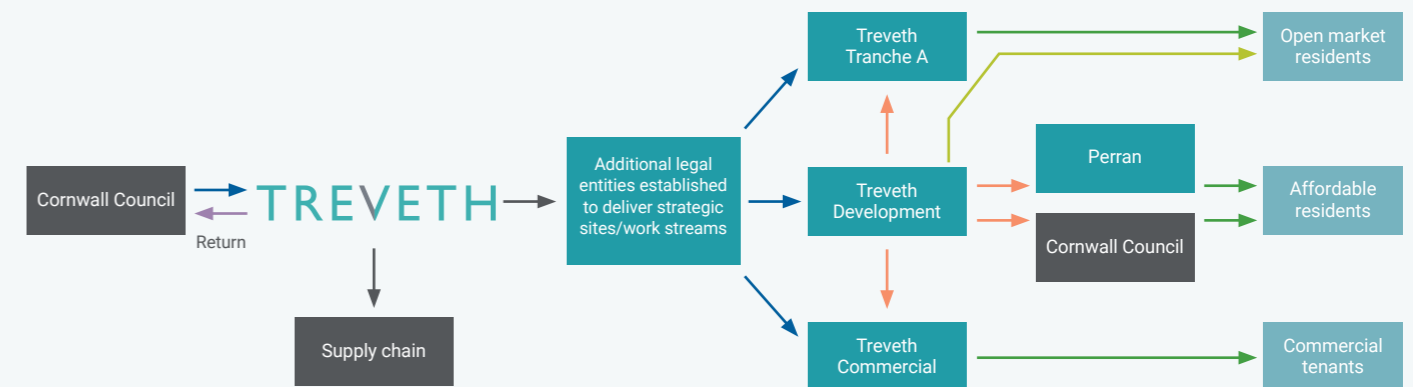 Cornwall Council
Return
TREVETH
Supply chain
Additional legal
entities established
to deliver strategic
sites/work streams
Treveth
Tranche A
Treveth
Development
Treveth
Commercial
Perran
Cornwall Council
Open market
residents
Affordable
residents
Commercial
tenants